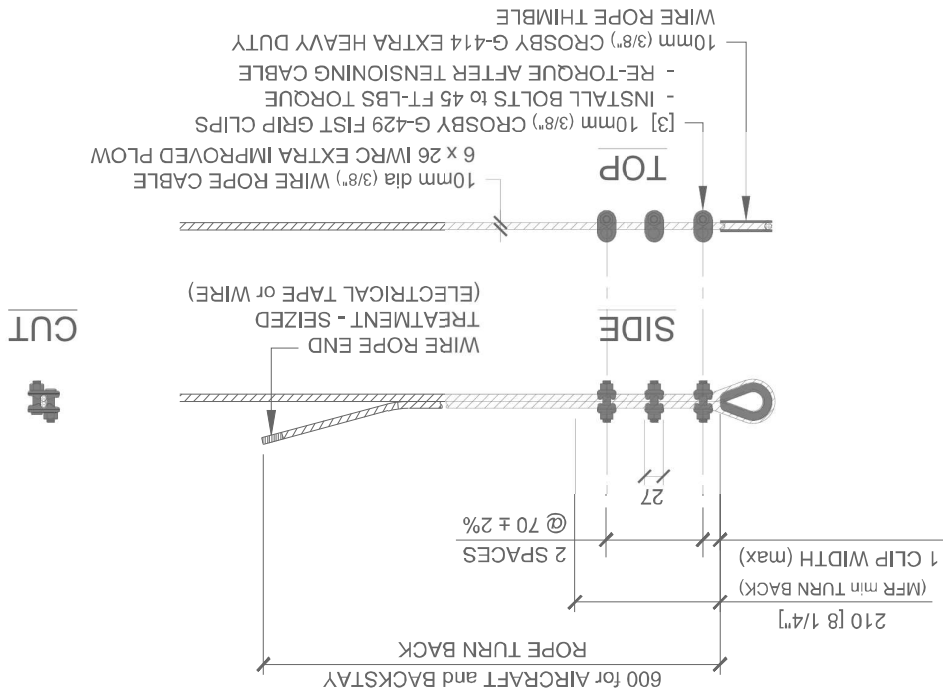 600 for AIRCRAFT and BACKSTAY
ROPE TURN BACK
210 [8 1/4"]
(MFR min TURN BACK)
1 CLIP WIDTH (max)
2 SPACES
@ 70 ± 2%
27
SIDE
CUT
WIRE ROPE END
TREATMENT - SEIZED
(ELECTRICAL TAPE or WIRE)
TOP
10mm dia (3/8") WIRE ROPE CABLE
6 x 26 IWRC EXTRA IMPROVED PLOW
[3] 10mm (3/8") CROSBY G-429 FIST GRIP CLIPS
- INSTALL BOLTS to 45 FT-LBS TORQUE
- RE-TORQUE AFTER TENSIONING CABLE
10mm (3/8") CROSBY G-414 EXTRA HEAVY DUTY
WIRE ROPE THIMBLE